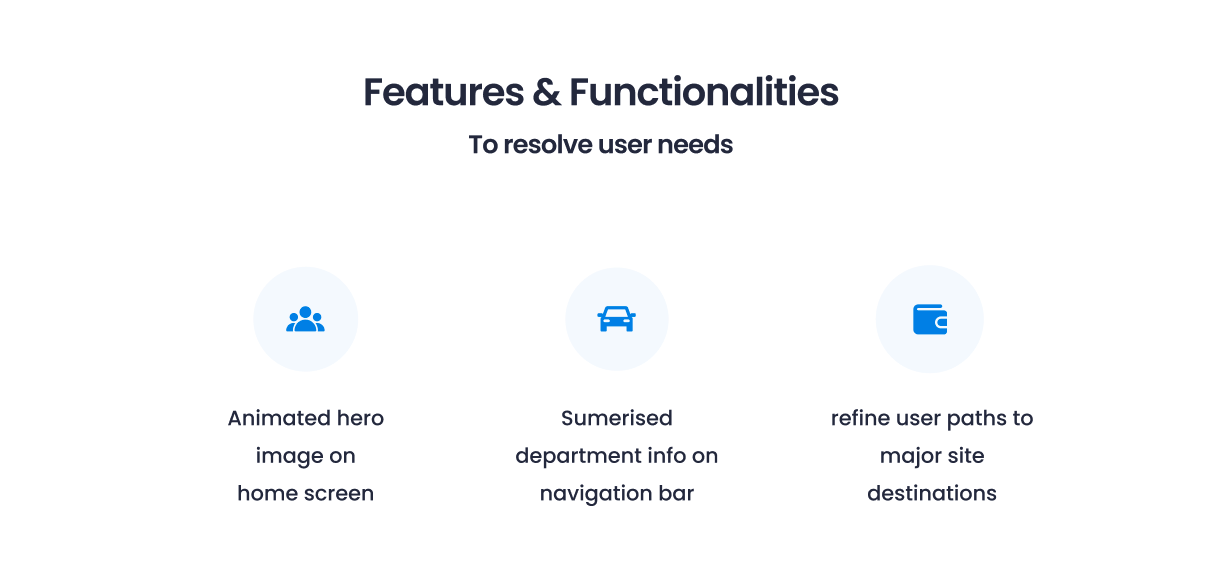 Features & Functionalities
To resolve user needs
Animated hero
image on
home screen
Sumerised
department info on
navigation bar
refine user paths to
major site
destinations